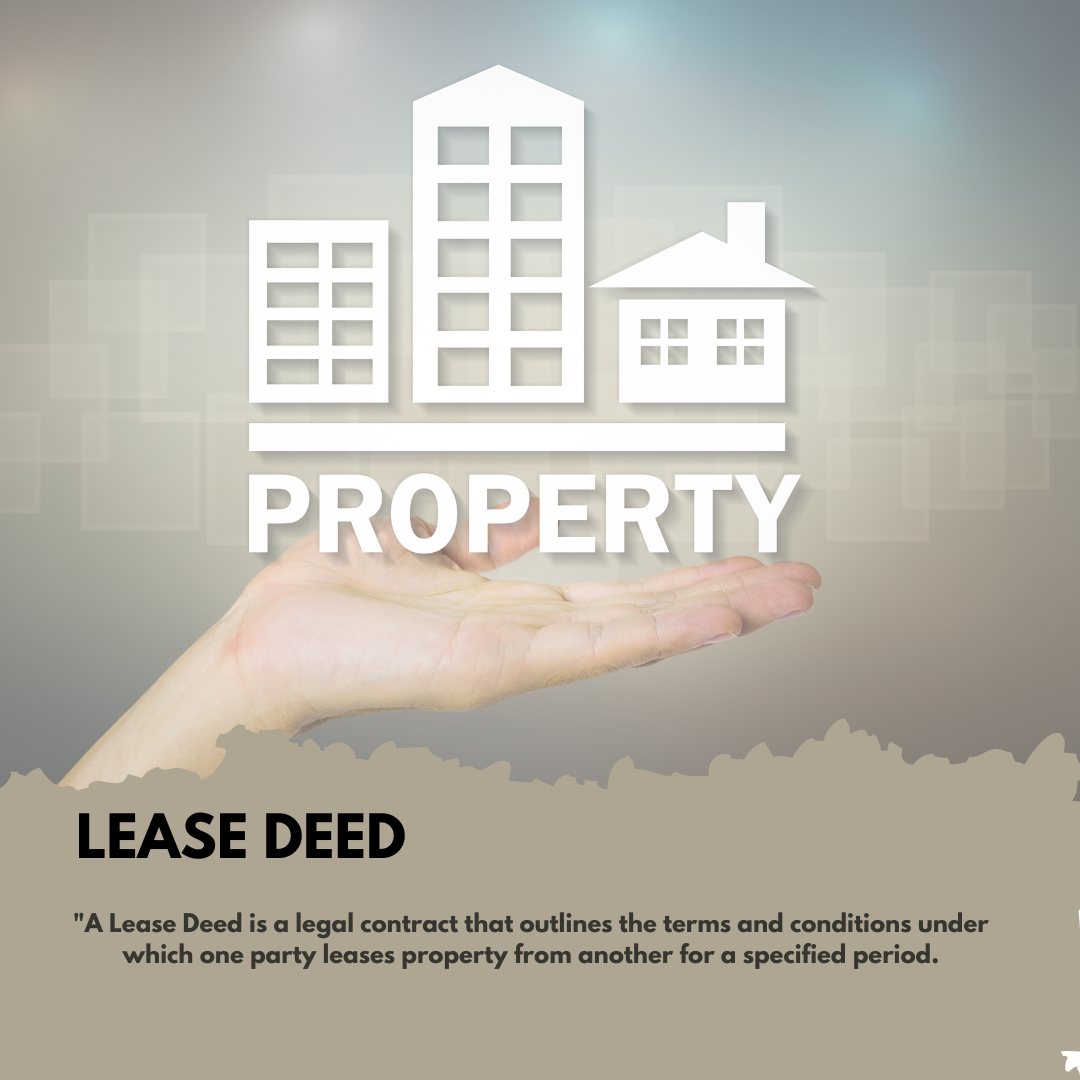 PROPERTY
LEASE DEED
"A Lease Deed is a legal contract that outlines the terms and conditions under
which one party leases property from another for a specified period.